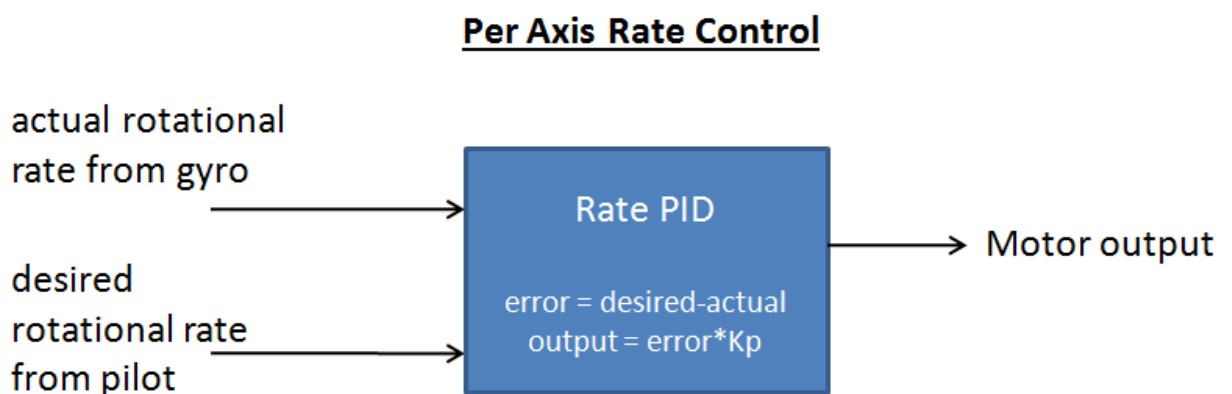 Per Axis Rate Control
actual rotational
rate from gyro
Rate PID
Motor output
desired
rotational rate
from pilot
error = desired-actual
output = error*Kp